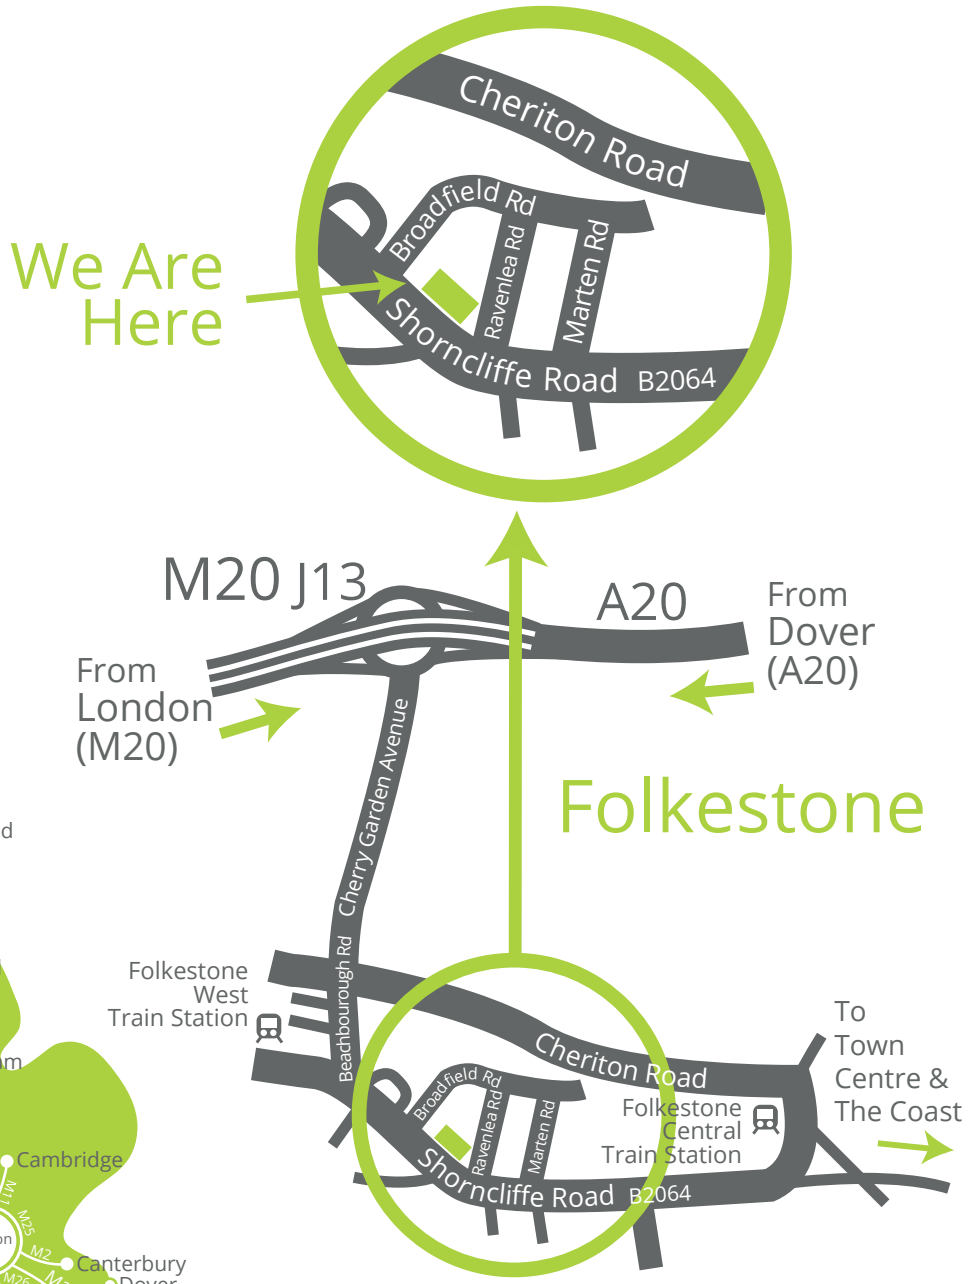 Cheriton Road
Broadfield Rd
Ravenlea Rd
Marten Rd
We Are
Here
Shorncliffe Road B2064
M20 J13
A20
From
Dover
(A20)
From
London
(M20)
Cherry Garden Avenue
Folkestone
Beachbourough Rd
Folkestone
West
Train Station
To
Town
Centre &
The Coast
Cheriton Road
Broadfield Rd
Ravenlea Rd
Marten Rd
Folkestone
Central
Train Station
Shorncliffe Road B2064
Cambridge
M11
M25
M2
M26
Canterbury
Dover